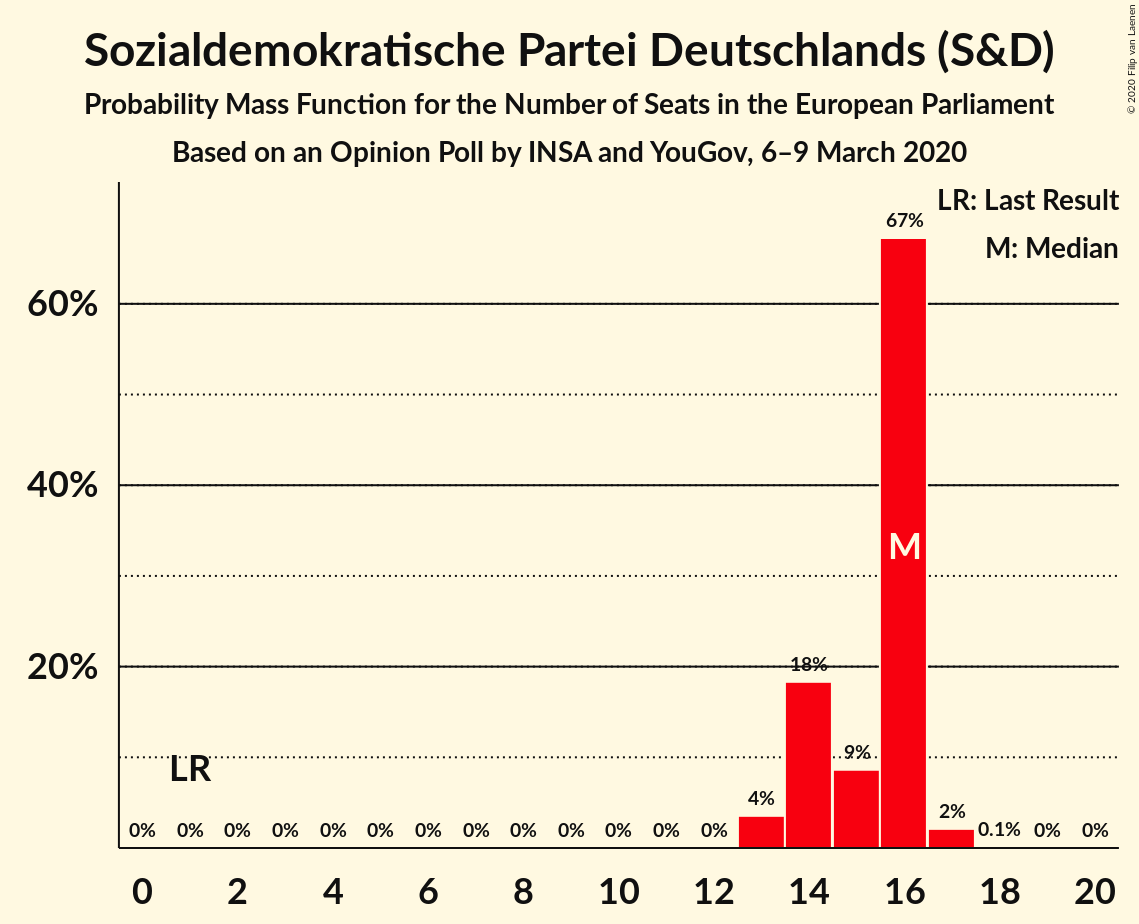 Sozialdemokratische Partei Deutschlands (S&D)
Probability Mass Function for the Number of Seats in the European Parliament
Based on an Opinion Poll by INSA and YouGov, 6–9 March 2020
© 2020 Filip van Laenen
LR: Last Result
M: Median
67%
60%
40%
M
20%
18%
LR
9%
4%
2%
0% 0% 0% 0% 0% 0% 0% 0% 0% 0% 0% 0% 0% 0.1% 0% 0%
0 2 4 6 8 10 12 14 16 18 20